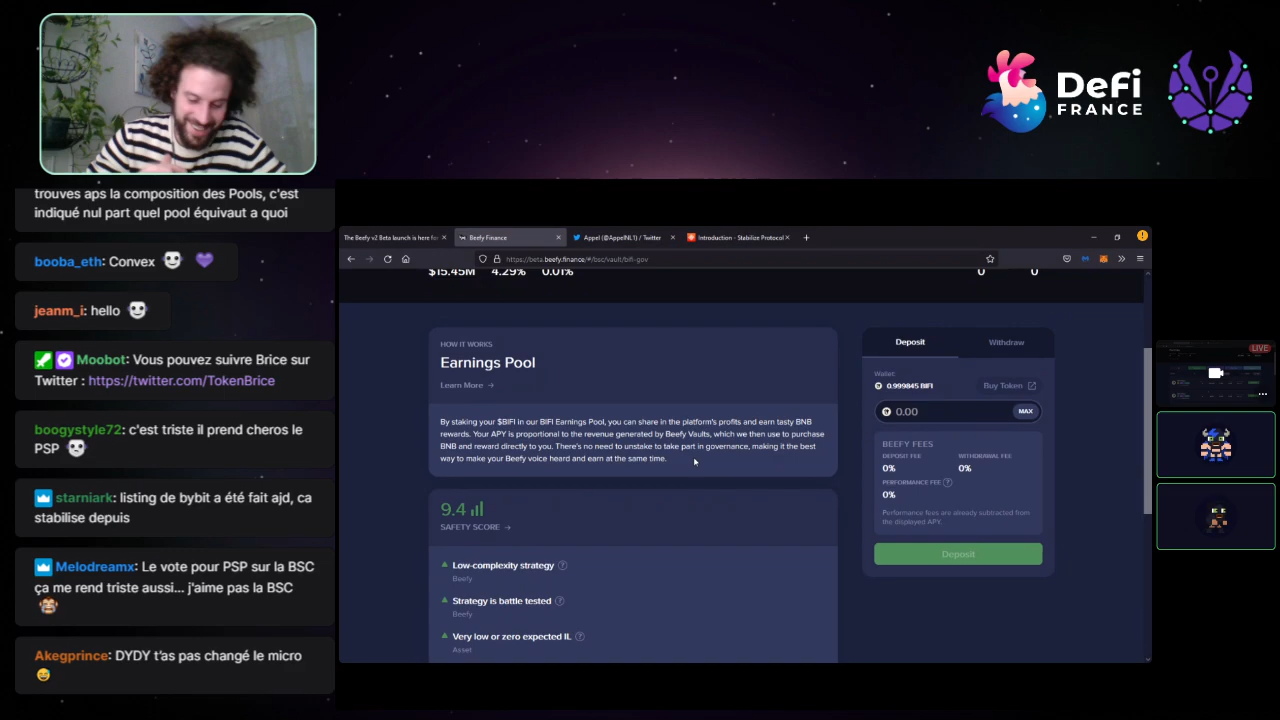 DeFi
FRANCE
trouves aps la composition des Pools, c'est
indiqué nul part quel pool équivaut a quoi
booba_eth: Convex
jeanm_i: hello
Moobot: Vous pouvez suivre Brice sur
Twitter : https://twitter.com/TokenBrice
boogystyle72: c'est triste il prend cheros le
PSP
starniark: listing de bybit a été fait ajd, ca
stabilise depuis
Melodreamx: Le vote pour PSP sur la BSC
ça me rend triste aussi... j'aime pas la BSC
Akegprince: DYDY t'as pas changé le micro
The Beefy v2 Beta launch is here for
Beefy Finance
Appel (@AppelNL1) / Twitter
Introduction - Stabilize Protocol
https://beta.beefy.finance/#/bsc/vault/bifi-gov
$15.45M 4.29% 0.01% 0 0
HOW IT WORKS
Earnings Pool
Learn More
By staking your $BIFI in our BIFI Earnings Pool, you can share in the platform's profits and earn tasty BNB
rewards. Your APY is proportional to the revenue generated by Beefy Vaults, which we then use to purchase
BNB and reward directly to you. There's no need to unstake to take part in governance, making it the best
way to make your Beefy voice heard and earn at the same time.
9.4
SAFETY SCORE
Low-complexity strategy
Beefy
Strategy is battle tested
Beefy
Very low or zero expected IL
Asset
Deposit Withdraw
Wallet:
0.999845 BIFI Buy Token
0.00 MAX
BEEFY FEES
DEPOSIT FEE WITHDRAWAL FEE
0% 0%
PERFORMANCE FEE
0%
Performance fees are already subtracted from
the displayed APY.
Deposit
LIVE